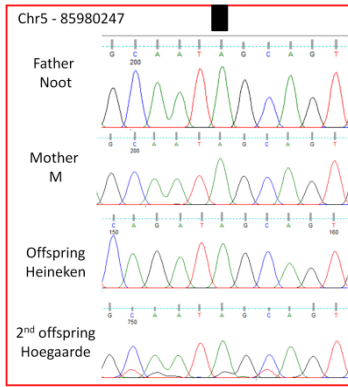 Chr5 - 85980247
G C A A T A G C A G T
200
Father
Noot
G C A A T A G C A G T
200
Mother
M
C A G A T A G C A G T
150 160
Offspring
Heineken
G C A A T A G C A G T
750
2nd offspring
Hoegaarde